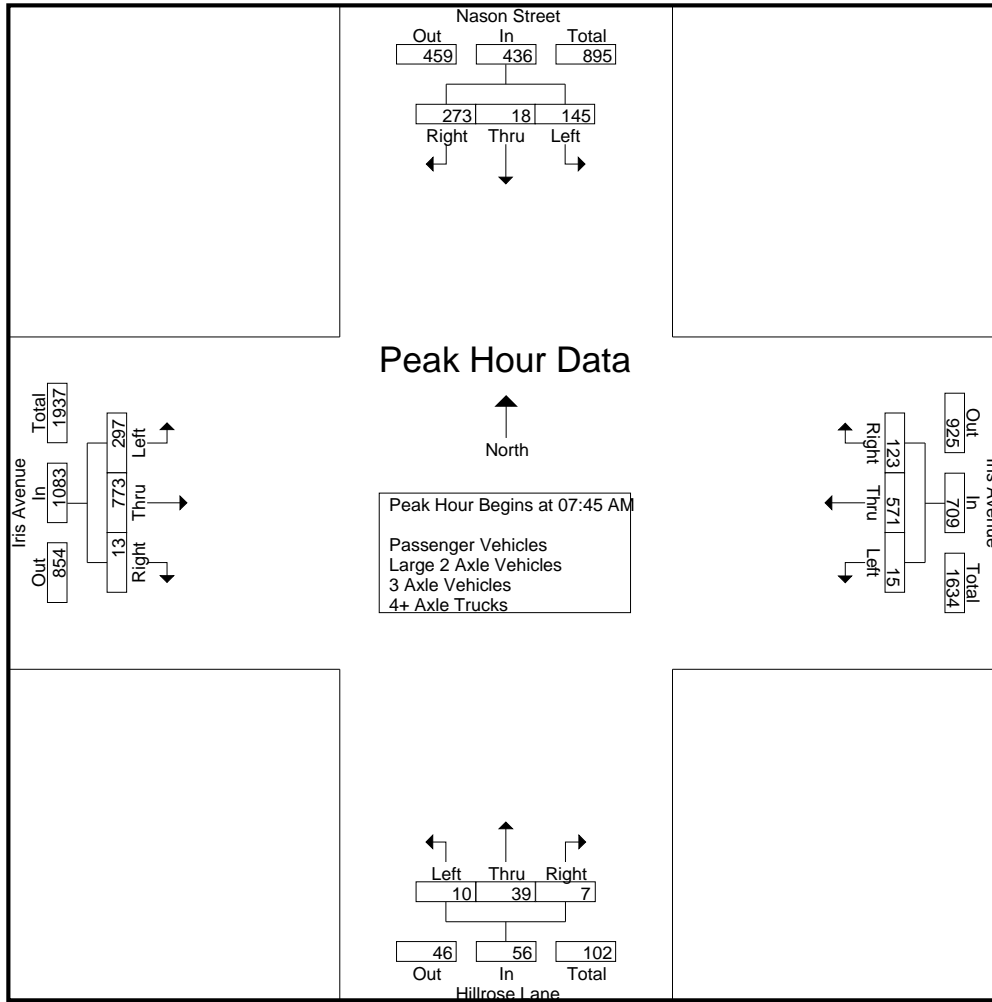 Nason Street
Out In Total
459 436 895
273 18 145
Right Thru Left
Peak Hour Data
North
Peak Hour Begins at 07:45 AM
Passenger Vehicles
Large 2 Axle Vehicles
3 Axle Vehicles
4+ Axle Trucks
Iris Avenue
Out In Total
854 1083 1937
13 773 297
Right Thru Left
Iris Avenue
Out In Total
925 709 1634
123 571 15
Right Thru Left
Left Thru Right
10 39 7
46 56 102
Out In Total
Hillrose Lane